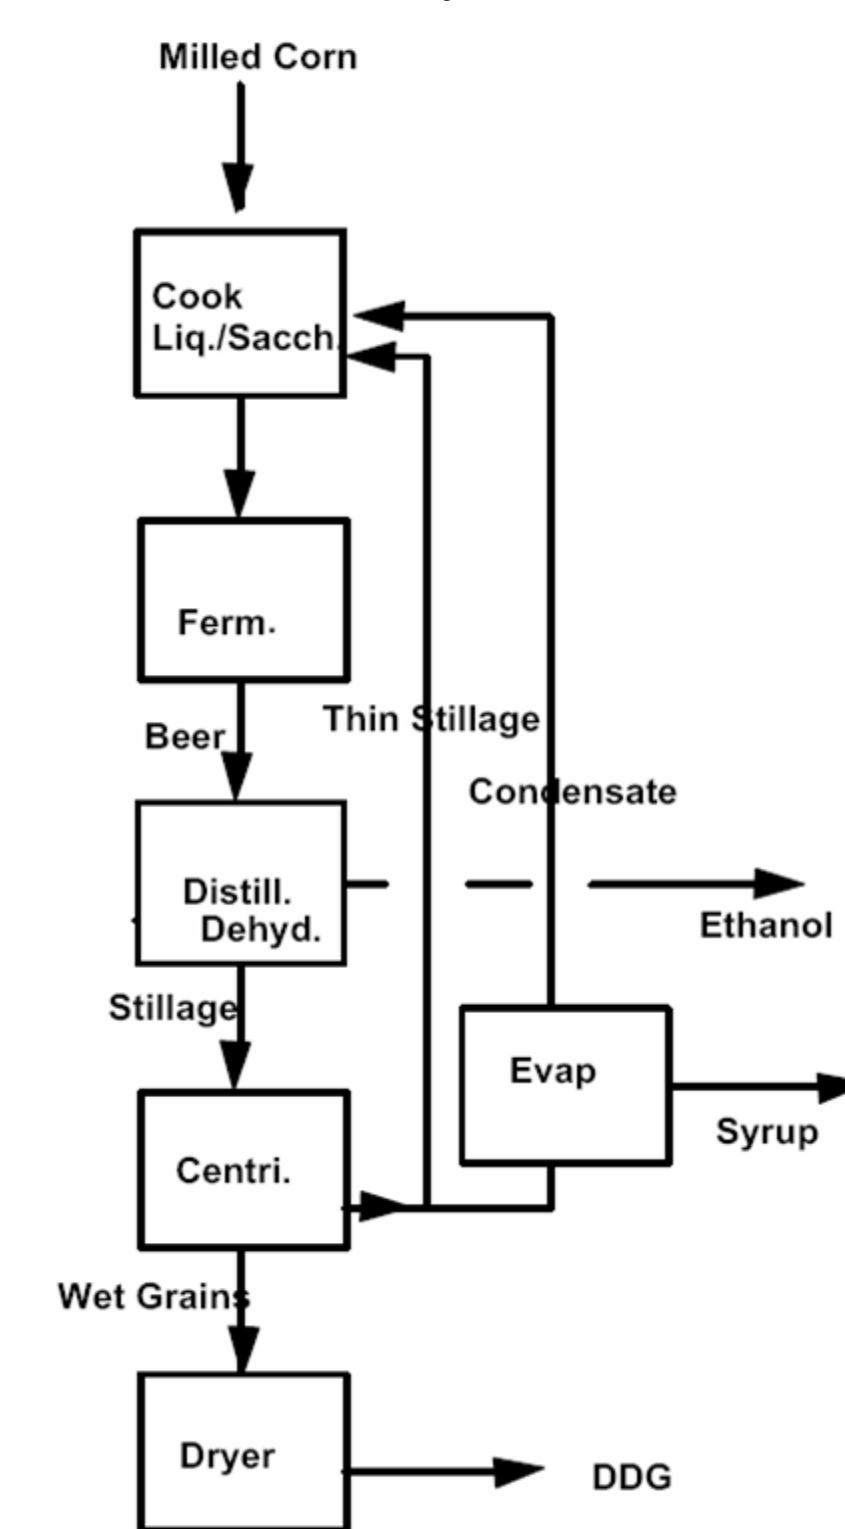 Milled Corn
Cook
Liq./Sacch.
Ferm.
Thin Stillage
Beer
Condensate
Distill.
Dehyd.
Ethanol
Stillage
Evap
Syrup
Centri.
Wet Grains
Dryer
DDG